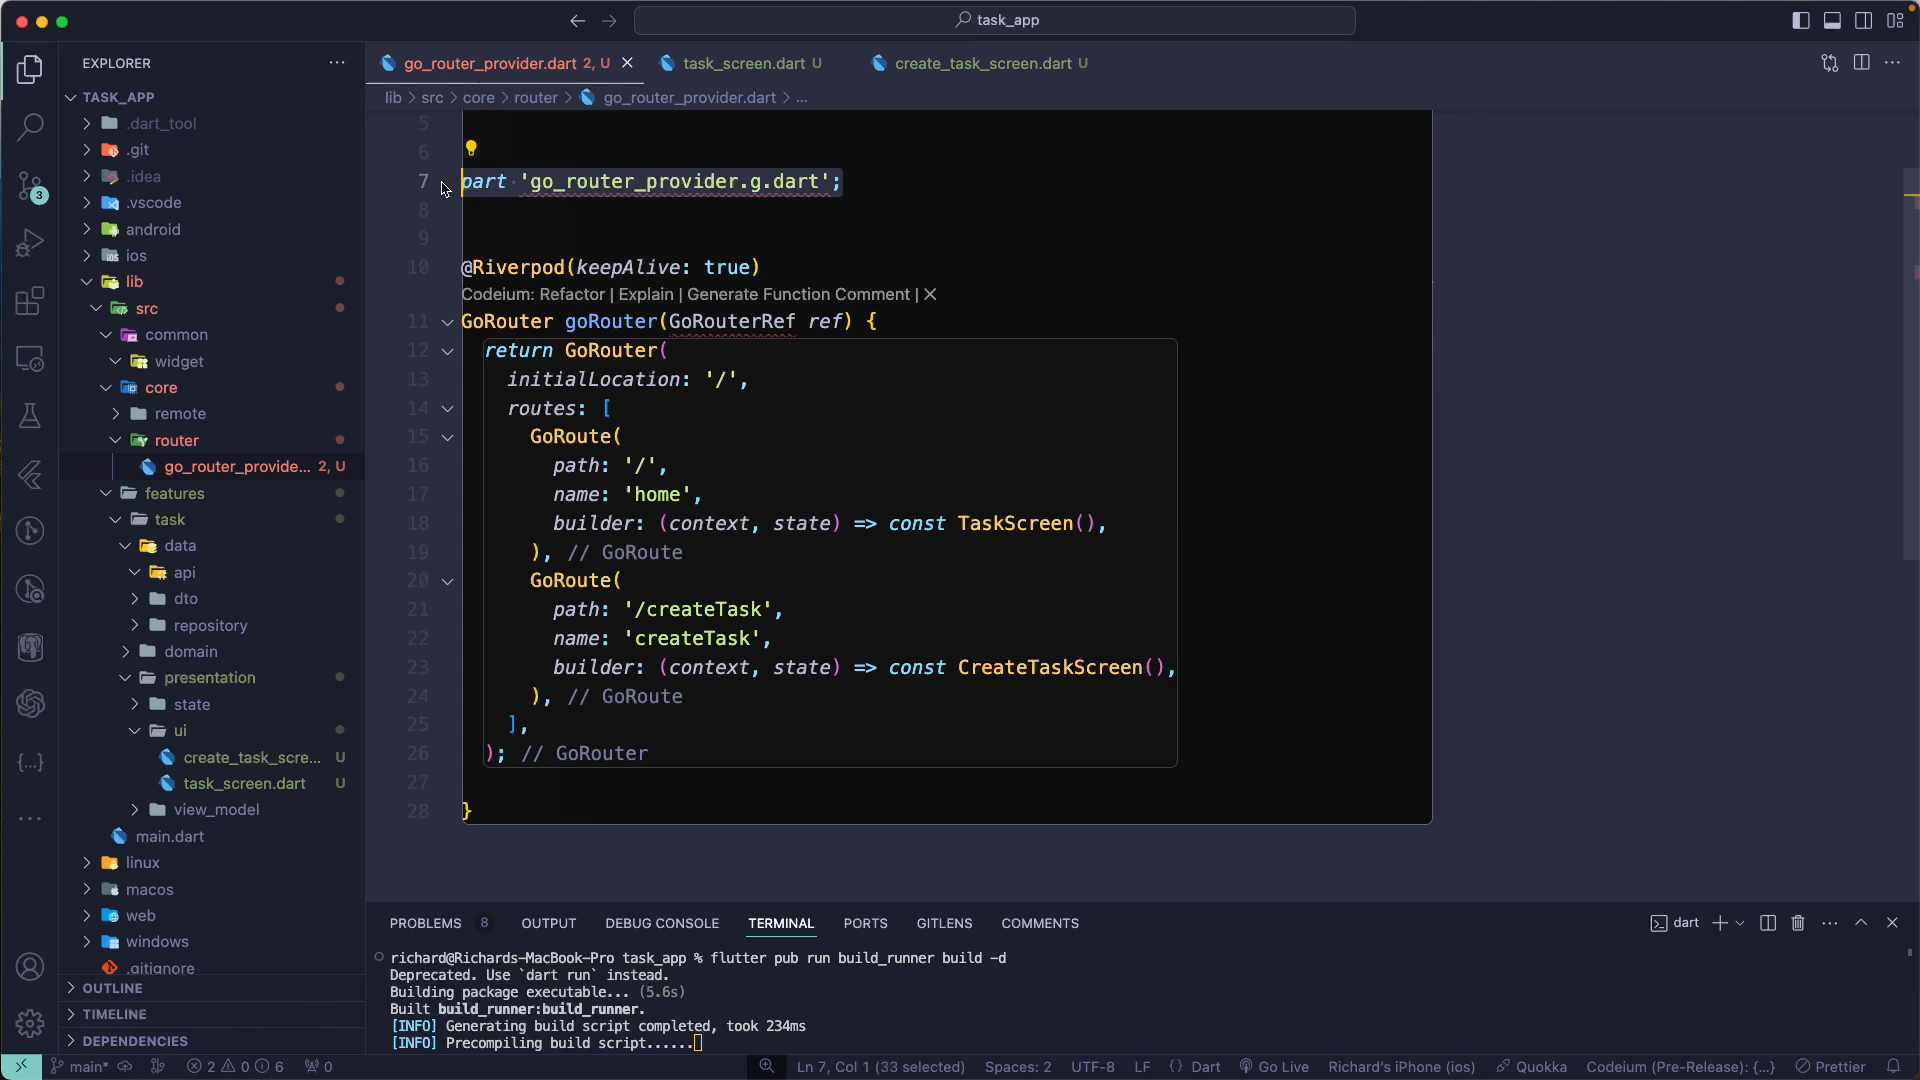 task_app
EXPLORER
TASK_APP
.dart_tool
.git
.idea
.vscode
android
ios
lib
src
common
widget
core
remote
router
go_router_provide... 2, U
features
task
data
api
dto
repository
domain
presentation
state
ui
create_task_scre... U
task_screen.dart U
view_model
main.dart
linux
macos
web
windows
.gitignore
OUTLINE
TIMELINE
DEPENDENCIES
3
go_router_provider.dart 2, U
task_screen.dart U
create_task_screen.dart U
lib > src > core > router > go_router_provider.dart > ...
5
6
7 part 'go_router_provider.g.dart';
8
9
10 @Riverpod(keepAlive: true)
Codeium: Refactor | Explain | Generate Function Comment | X
11 GoRouter goRouter(GoRouterRef ref) {
12 return GoRouter(
13 initialLocation: '/',
14 routes: [
15 GoRoute(
16 path: '/',
17 name: 'home',
18 builder: (context, state) => const TaskScreen(),
19 ), // GoRoute
20 GoRoute(
21 path: '/createTask',
22 name: 'createTask',
23 builder: (context, state) => const CreateTaskScreen(),
24 ), // GoRoute
25 ],
26 ); // GoRouter
27
28 }
PROBLEMS 8 OUTPUT DEBUG CONSOLE TERMINAL PORTS GITLENS COMMENTS
dart
richard@Richards-MacBook-Pro task_app % flutter pub run build_runner build -d
Deprecated. Use `dart run` instead.
Building package executable... (5.6s)
Built build_runner:build_runner.
[INFO] Generating build script completed, took 234ms
[INFO] Precompiling build script......
main* 2 0 6 0 Ln 7, Col 1 (33 selected) Spaces: 2 UTF-8 LF {} Dart Go Live Richard's iPhone (ios) Quokka Codeium (Pre-Release): {...} Prettier